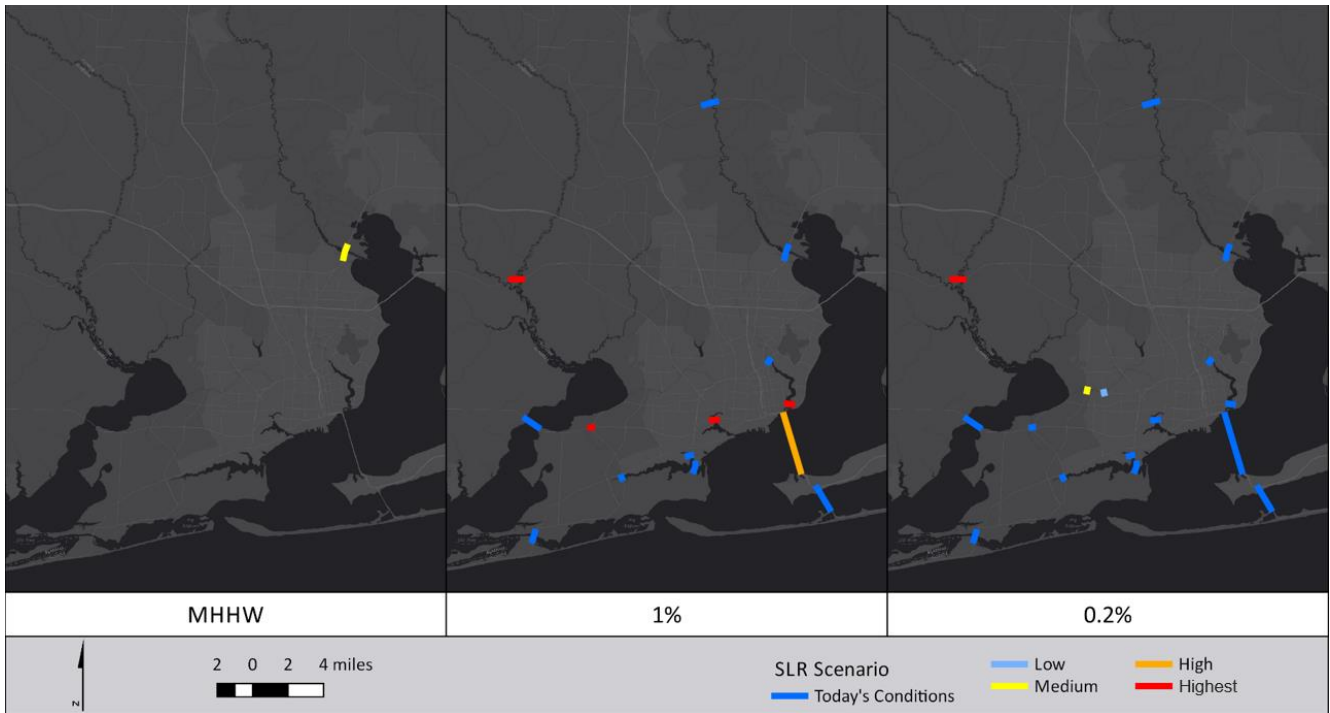 MHHW
1%
0.2%
2 0 2 4 miles
N
SLR Scenario
Today's Conditions
Low
Medium
High
Highest